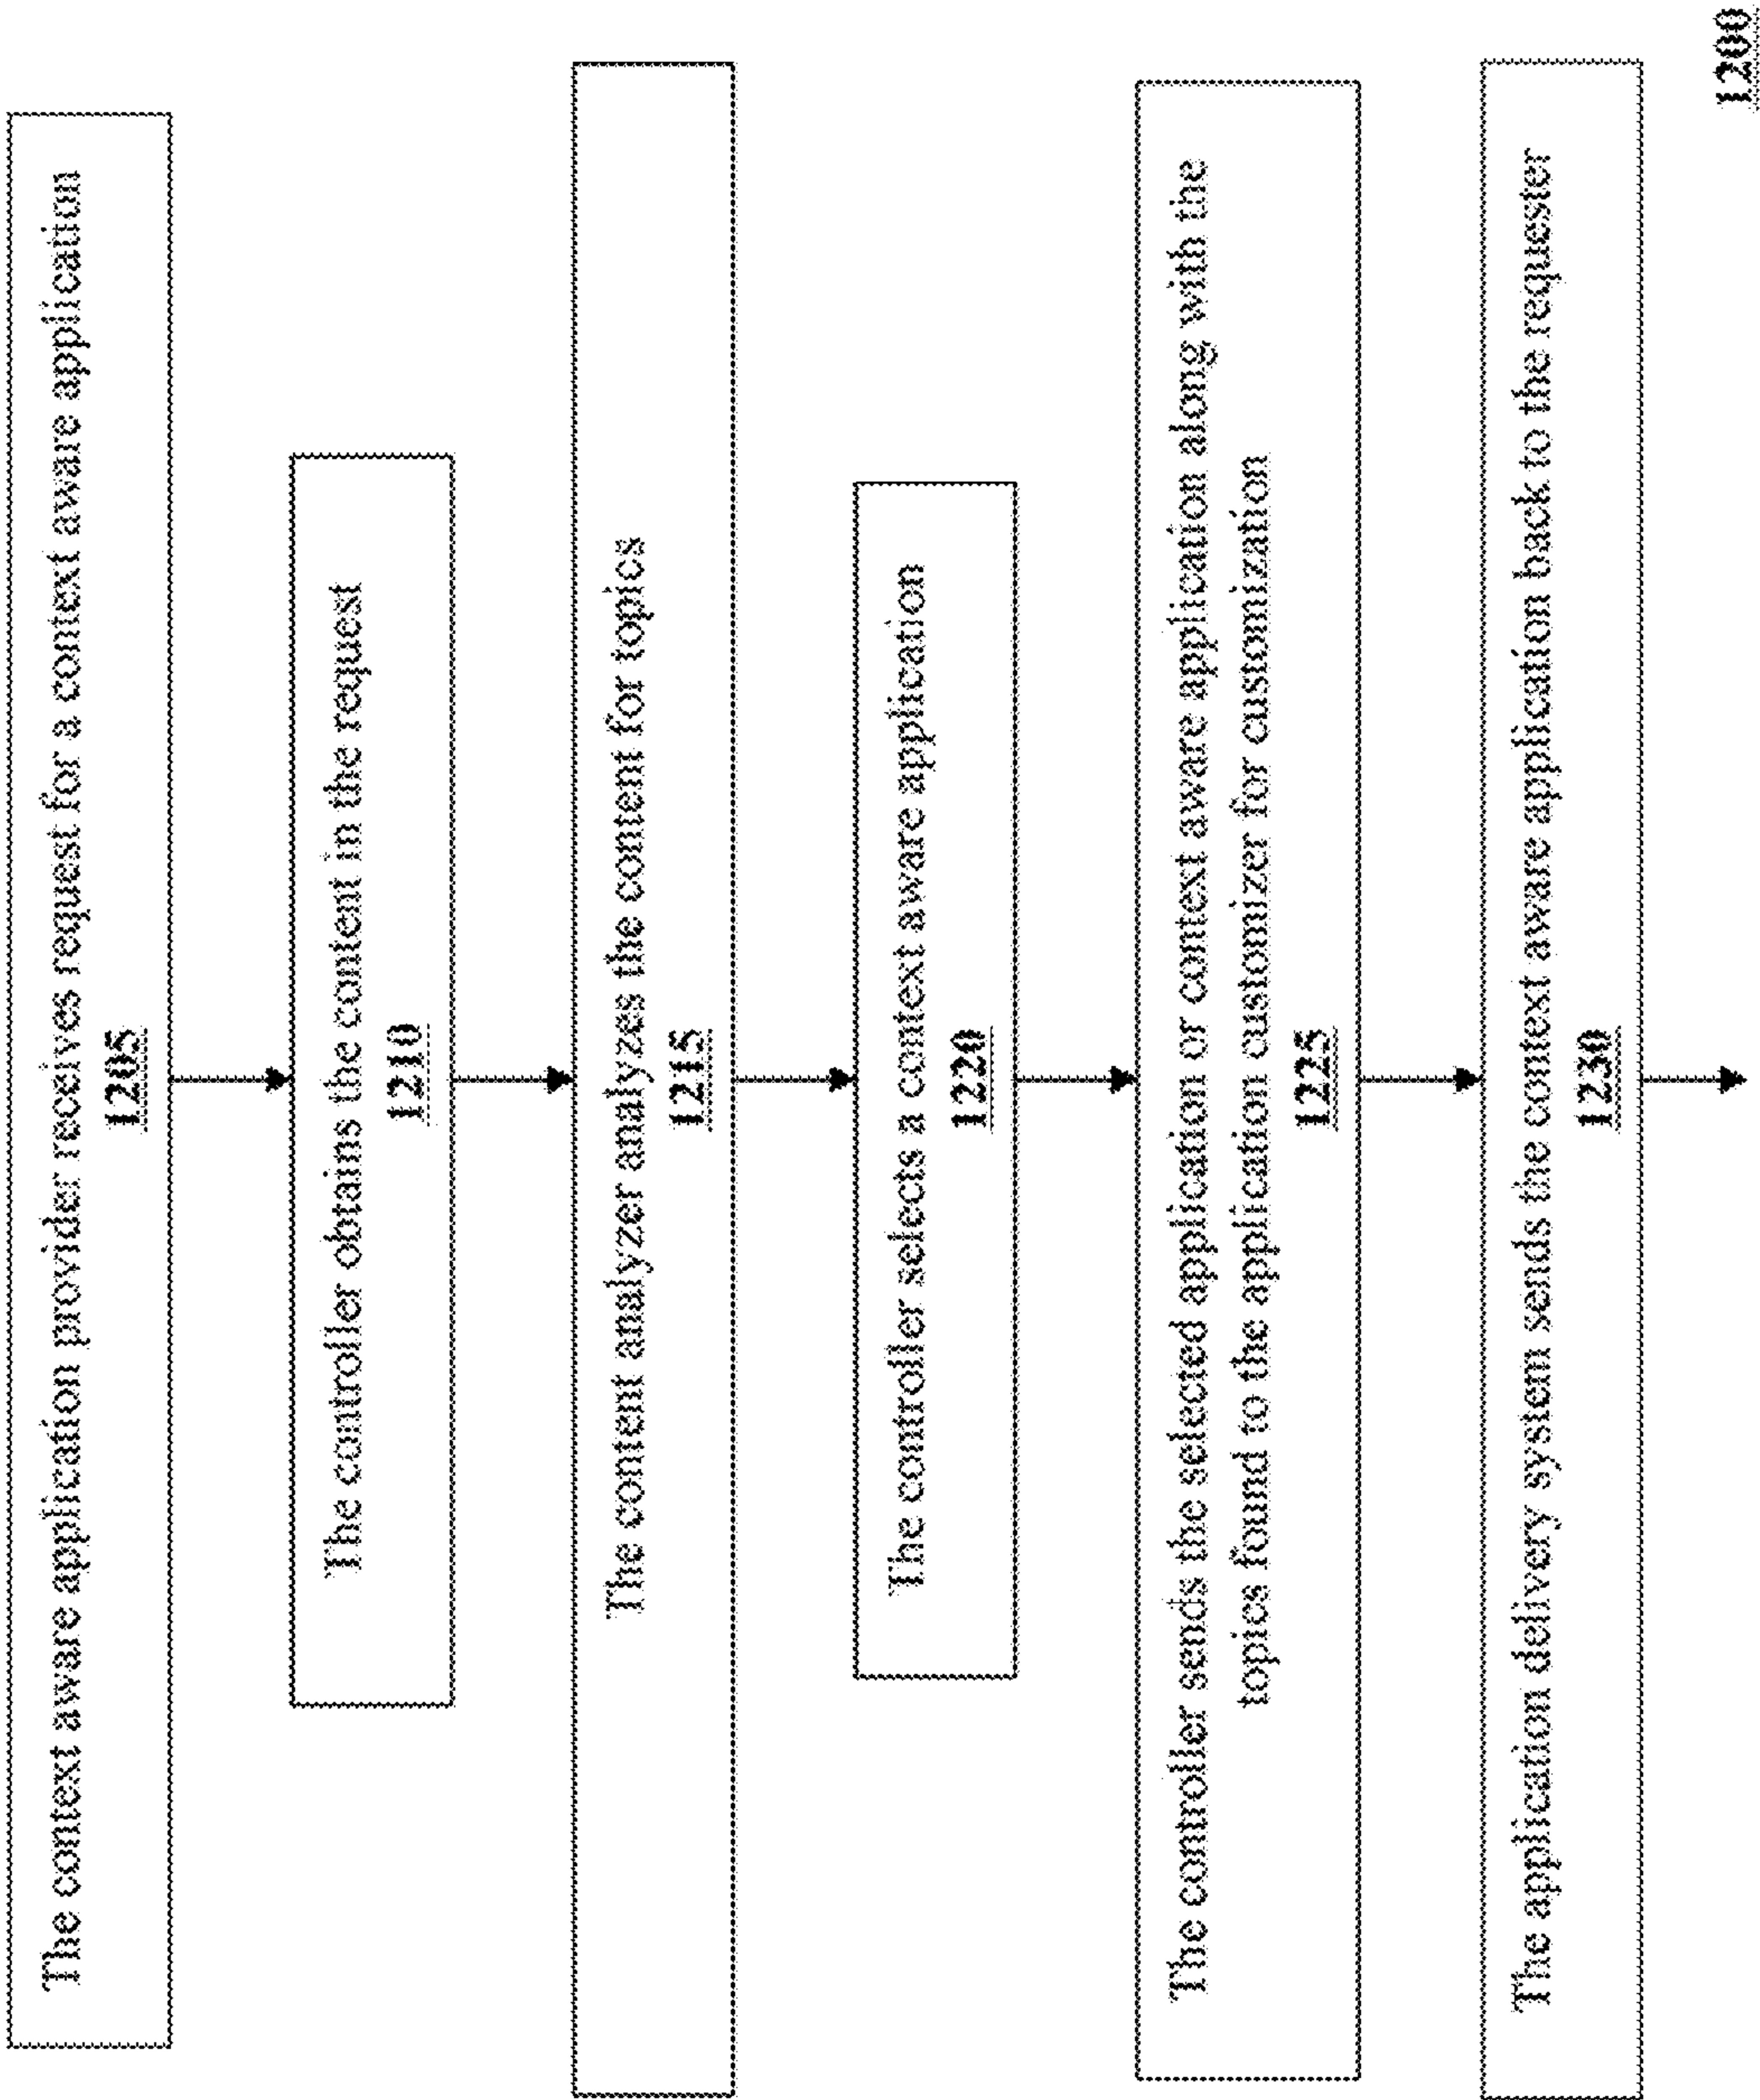 The context aware application provider receives request for a context aware application
1205
The controller obtains the content in the request
1210
The content analyzer analyzes the content for topics
1215
The controller selects a context aware application
1220
The controller sends the selected application or context aware application along with the
topics found to the application customizer for customization
1225
The application delivery system sends the context aware application back to the requester
1230
1200